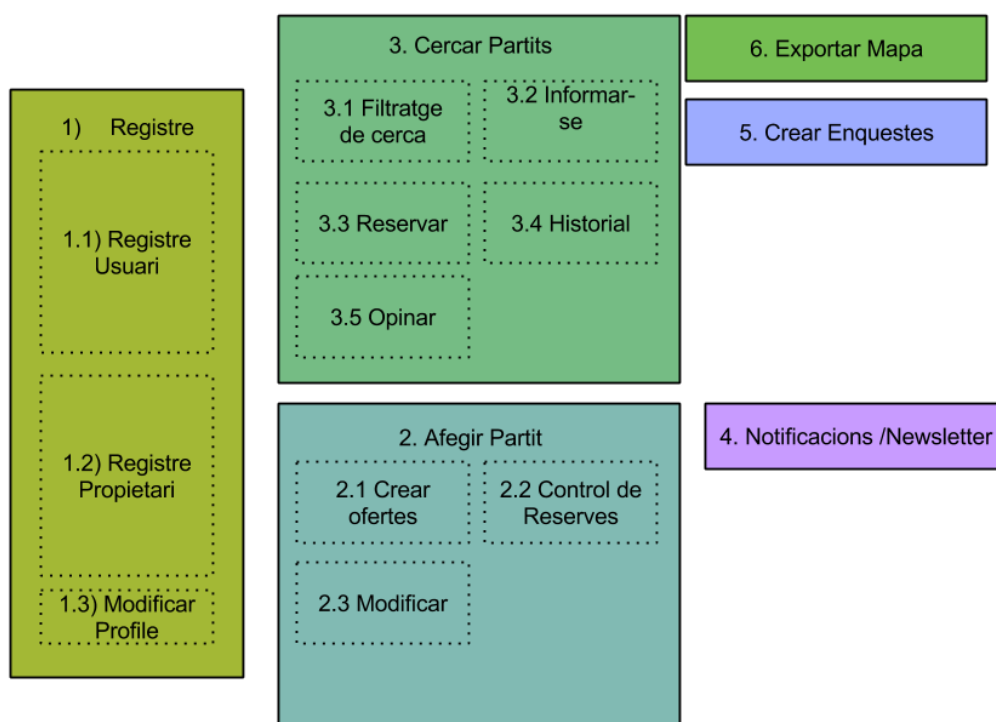 1) Registre
1.1) Registre
Usuari
1.2) Registre
Propietari
1.3) Modificar
Profile
3. Cercar Partits
3.1 Filtratge
de cerca
3.2 Informar-
se
3.3 Reservar
3.4 Historial
3.5 Opinar
2. Afegir Partit
2.1 Crear
ofertes
2.2 Control de
Reserves
2.3 Modificar
6. Exportar Mapa
5. Crear Enquestes
4. Notificacions /Newsletter